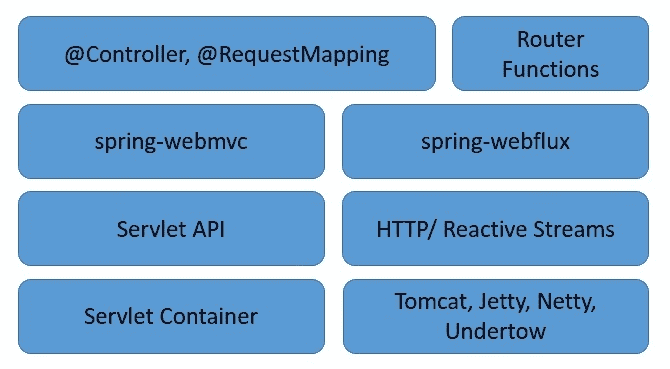 @Controller, @RequestMapping
Router
Functions
spring-webmvc
spring-webflux
Servlet API
HTTP/ Reactive Streams
Servlet Container
Tomcat, Jetty, Netty,
Undertow